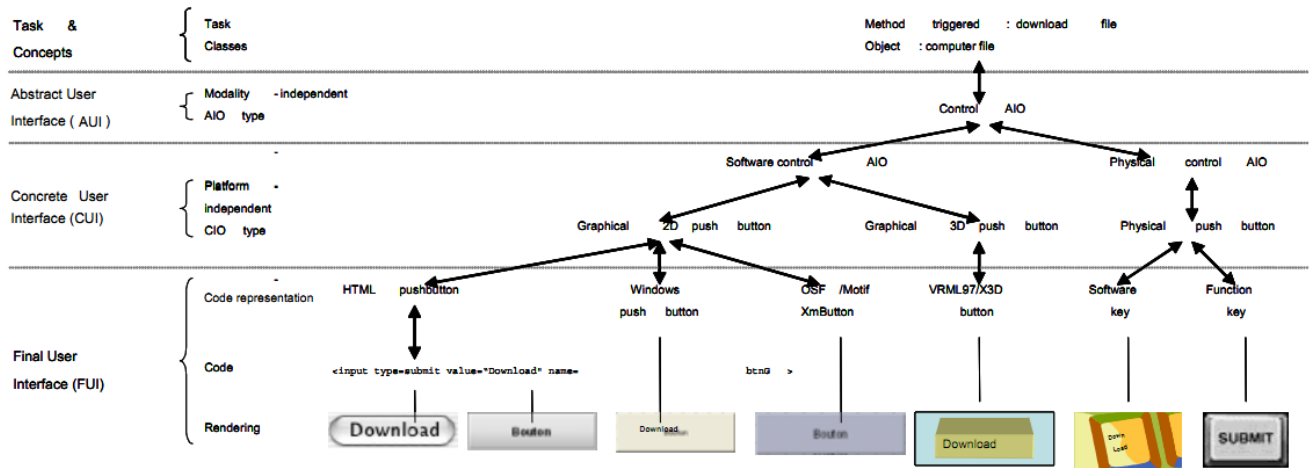 Task & Concepts
Task
Classes
Method triggered : download file
Object : computer file
Abstract User
Interface ( AUI )
Modality - independent
AIO type
Control AIO
Concrete User
Interface (CUI)
Platform -
independent
CIO type
Software control AIO
Physical control AIO
Graphical 2D push button
Graphical 3D push button
Physical push button
Final User
Interface (FUI)
Code representation
HTML pushbutton
Windows
push button
OSF /Motif
XmButton
VRML97/X3D
button
Software
key
Function
key
Code
<input type=submit value="Download" name= btnG >
Rendering
Download
Bouton
Download
Bouton
Download
Down
Load
SUBMIT